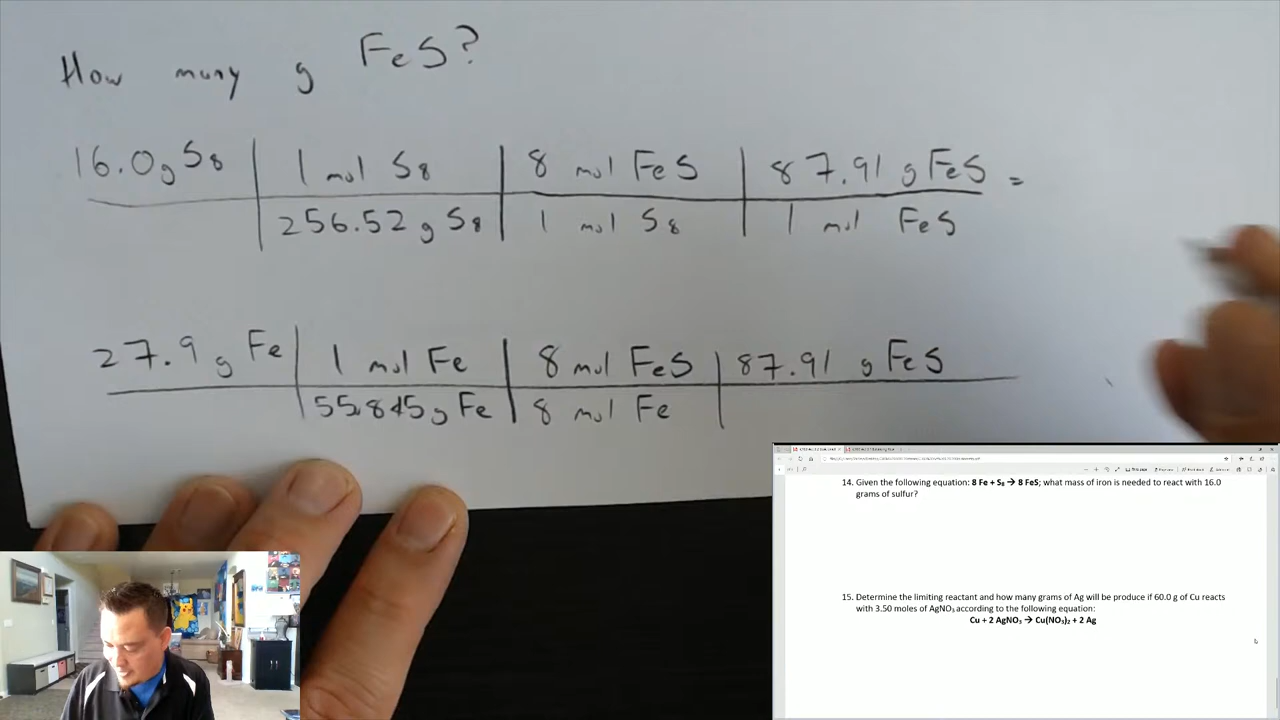 How many g FeS?
16.0g S8 | 1 mol S8 | 8 mol FeS | 87.91 g FeS =
256.52 g S8 | 1 mol S8 | 1 mol FeS
27.9 g Fe | 1 mol Fe | 8 mol FeS | 87.91 g FeS
55.845g Fe | 8 mol Fe
14. Given the following equation: 8 Fe + S₈ → 8 FeS; what mass of iron is needed to react with 16.0
grams of sulfur?
15. Determine the limiting reactant and how many grams of Ag will be produce if 60.0 g of Cu reacts
with 3.50 moles of AgNO₃ according to the following equation:
Cu + 2 AgNO₃ → Cu(NO₃)₂ + 2 Ag